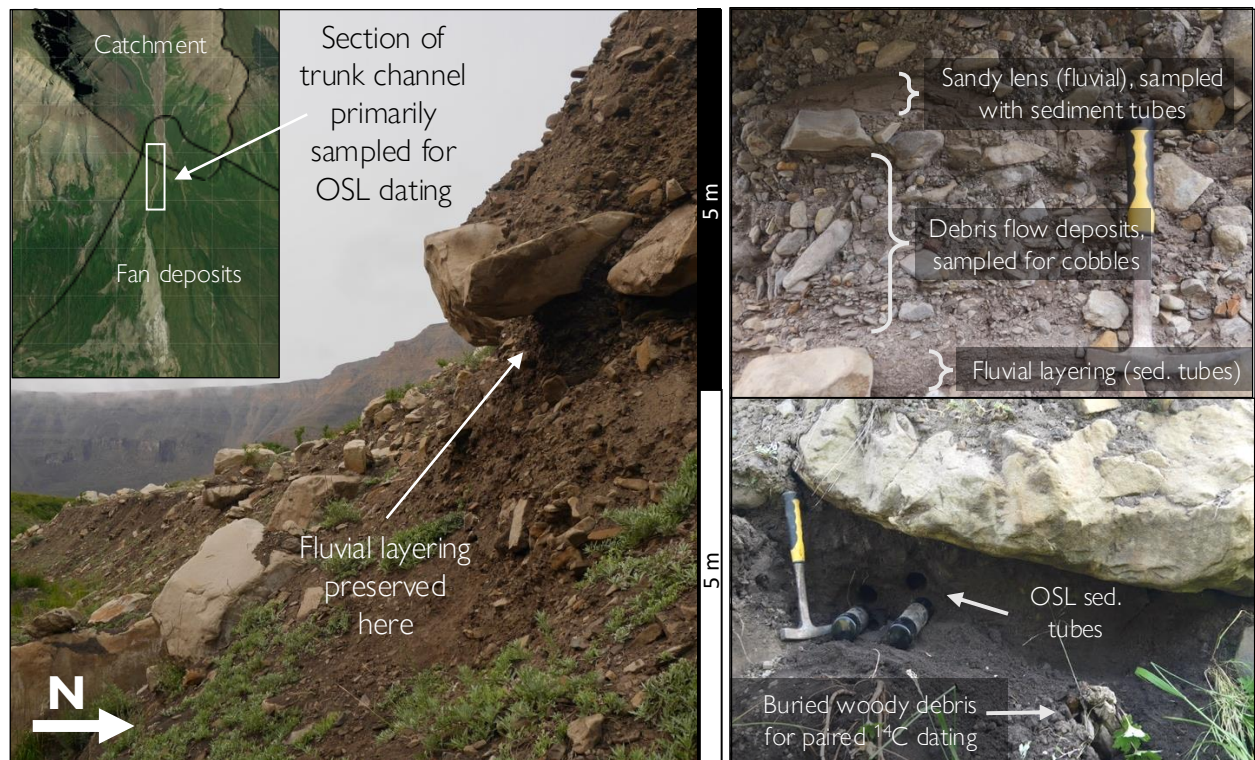 Catchment
Section of
trunk channel
primarily
sampled for
OSL dating
Fan deposits
Fluvial layering
preserved
here
N
5 m
5 m
Sandy lens (fluvial), sampled
with sediment tubes
Debris flow deposits,
sampled for cobbles
Fluvial layering (sed. tubes)
OSL sed.
tubes
Buried woody debris
for paired ¹⁴C dating